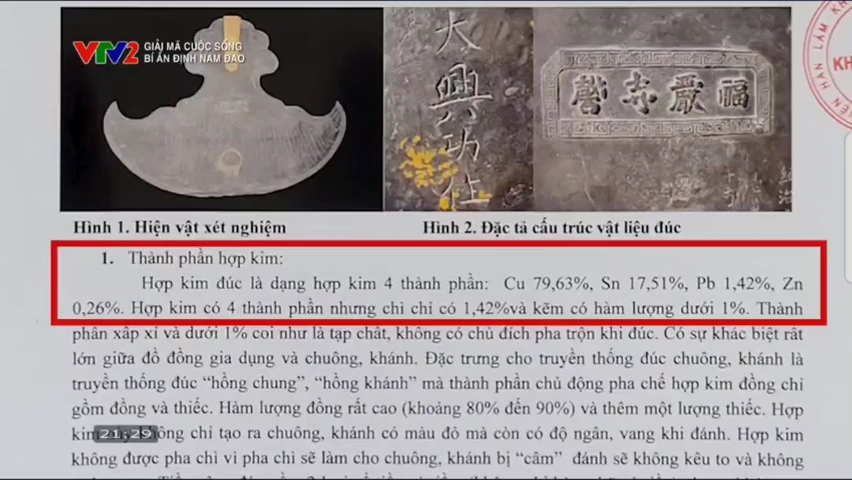 VTV2
GIẢI MÃ CUỘC SỐNG
BÍ ẨN ĐỊNH NAM ĐAO
大興功社
馨赤嚴福
Hình 1. Hiện vật xét nghiệm
Hình 2. Đặc tả cấu trúc vật liệu đúc
1. Thành phần hợp kim:
Hợp kim đúc là dạng hợp kim 4 thành phần: Cu 79,63%, Sn 17,51%, Pb 1,42%, Zn
0,26%. Hợp kim có 4 thành phần nhưng chì chỉ có 1,42%và kẽm có hàm lượng dưới 1%. Thành
phân xâp xỉ và dưới 1% coi như là tạp chât, không có chủ đích pha trộn khi đúc. Có sự khác biệt rât
lớn giữa đồ đồng gia dụng và chuông, khánh. Đặc trưng cho truyền thống đúc chuông, khánh là
truyền thống đúc “hồng chung”, “hồng khánh” mà thành phần chủ động pha chế hợp kim đồng chỉ
gồm đồng và thiếc. Hàm lượng đồng rất cao (khoảng 80% đến 90%) và thêm một lượng thiếc. Hợp
kim không chỉ tạo ra chuông, khánh có màu đỏ mà còn có độ ngân, vang khi đánh. Hợp kim
21:29
không được pha chì vì pha chì sẽ làm cho chuông, khánh bị “câm” đánh sẽ không kêu to và không